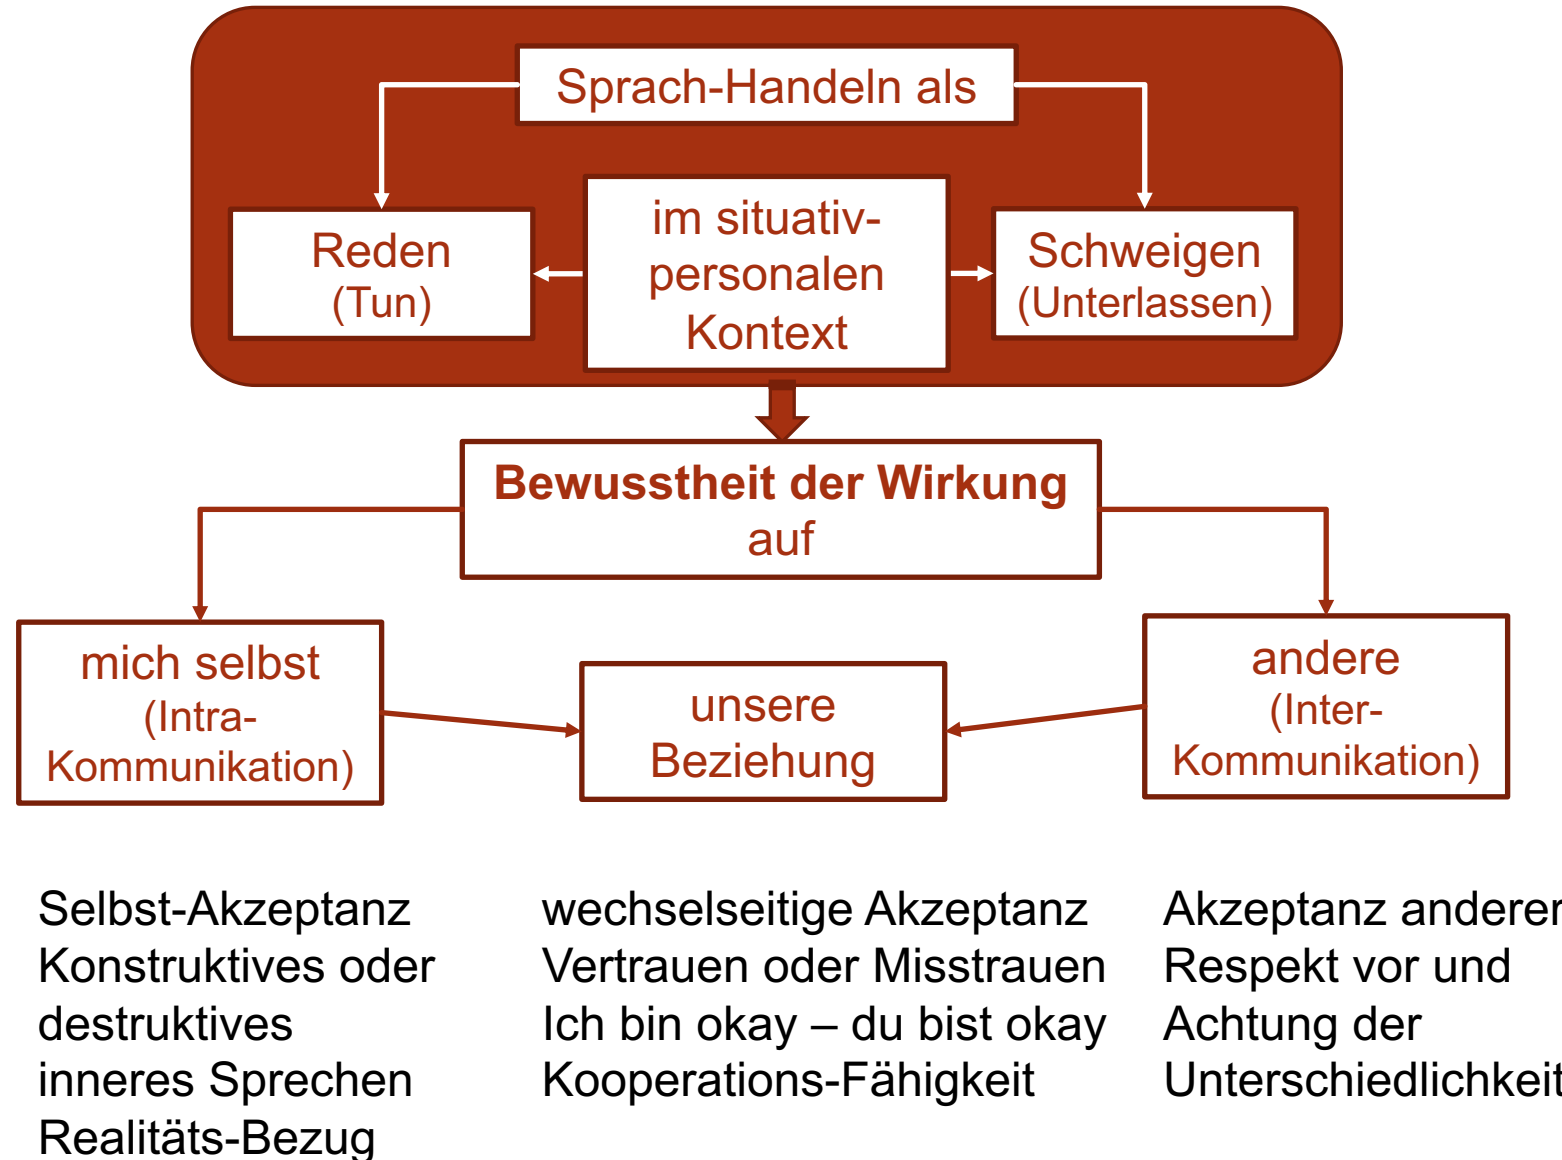 Sprach-Handeln als
Reden
(Tun)
im situativ-
personalen
Kontext
Schweigen
(Unterlassen)
Bewusstheit der Wirkung
auf
mich selbst
(Intra-
Kommunikation)
unsere
Beziehung
andere
(Inter-
Kommunikation)
Selbst-Akzeptanz
Konstruktives oder
destruktives
inneres Sprechen
Realitäts-Bezug
wechselseitige Akzeptanz
Vertrauen oder Misstrauen
Ich bin okay – du bist okay
Kooperations-Fähigkeit
Akzeptanz anderer
Respekt vor und
Achtung der
Unterschiedlichkeit